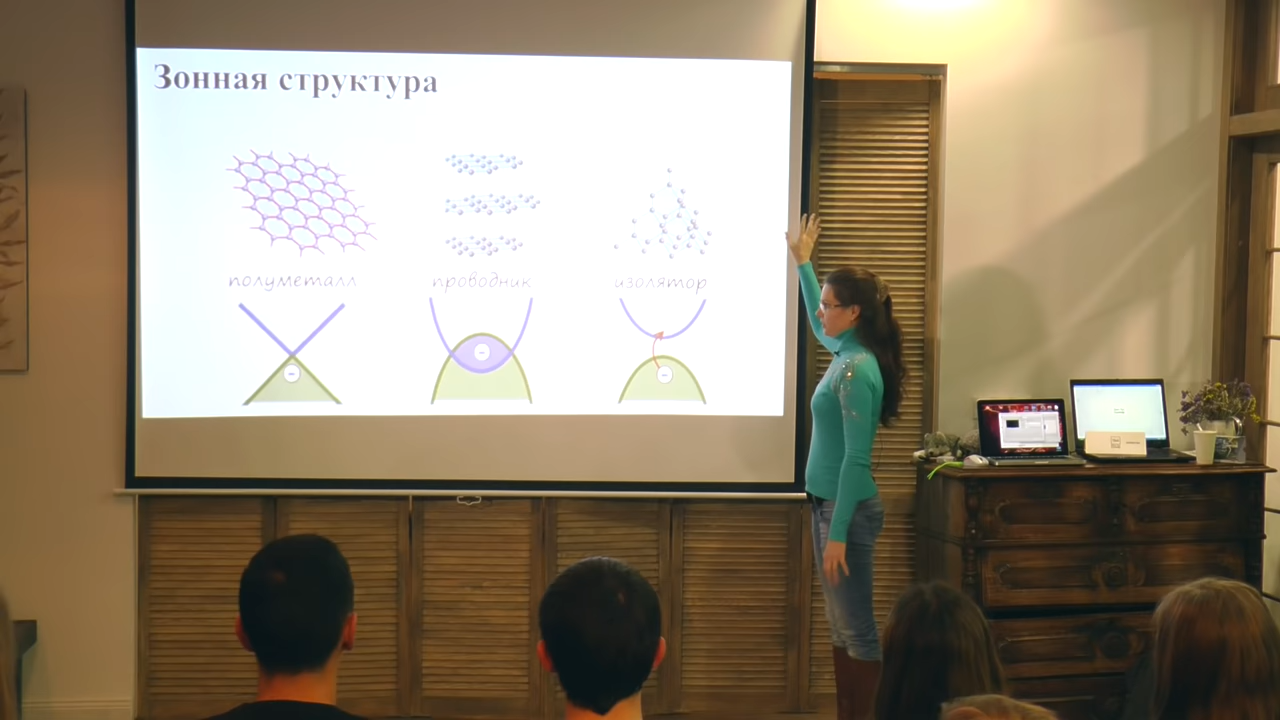 Зонная структура
полуметалл
проводник
изолятор